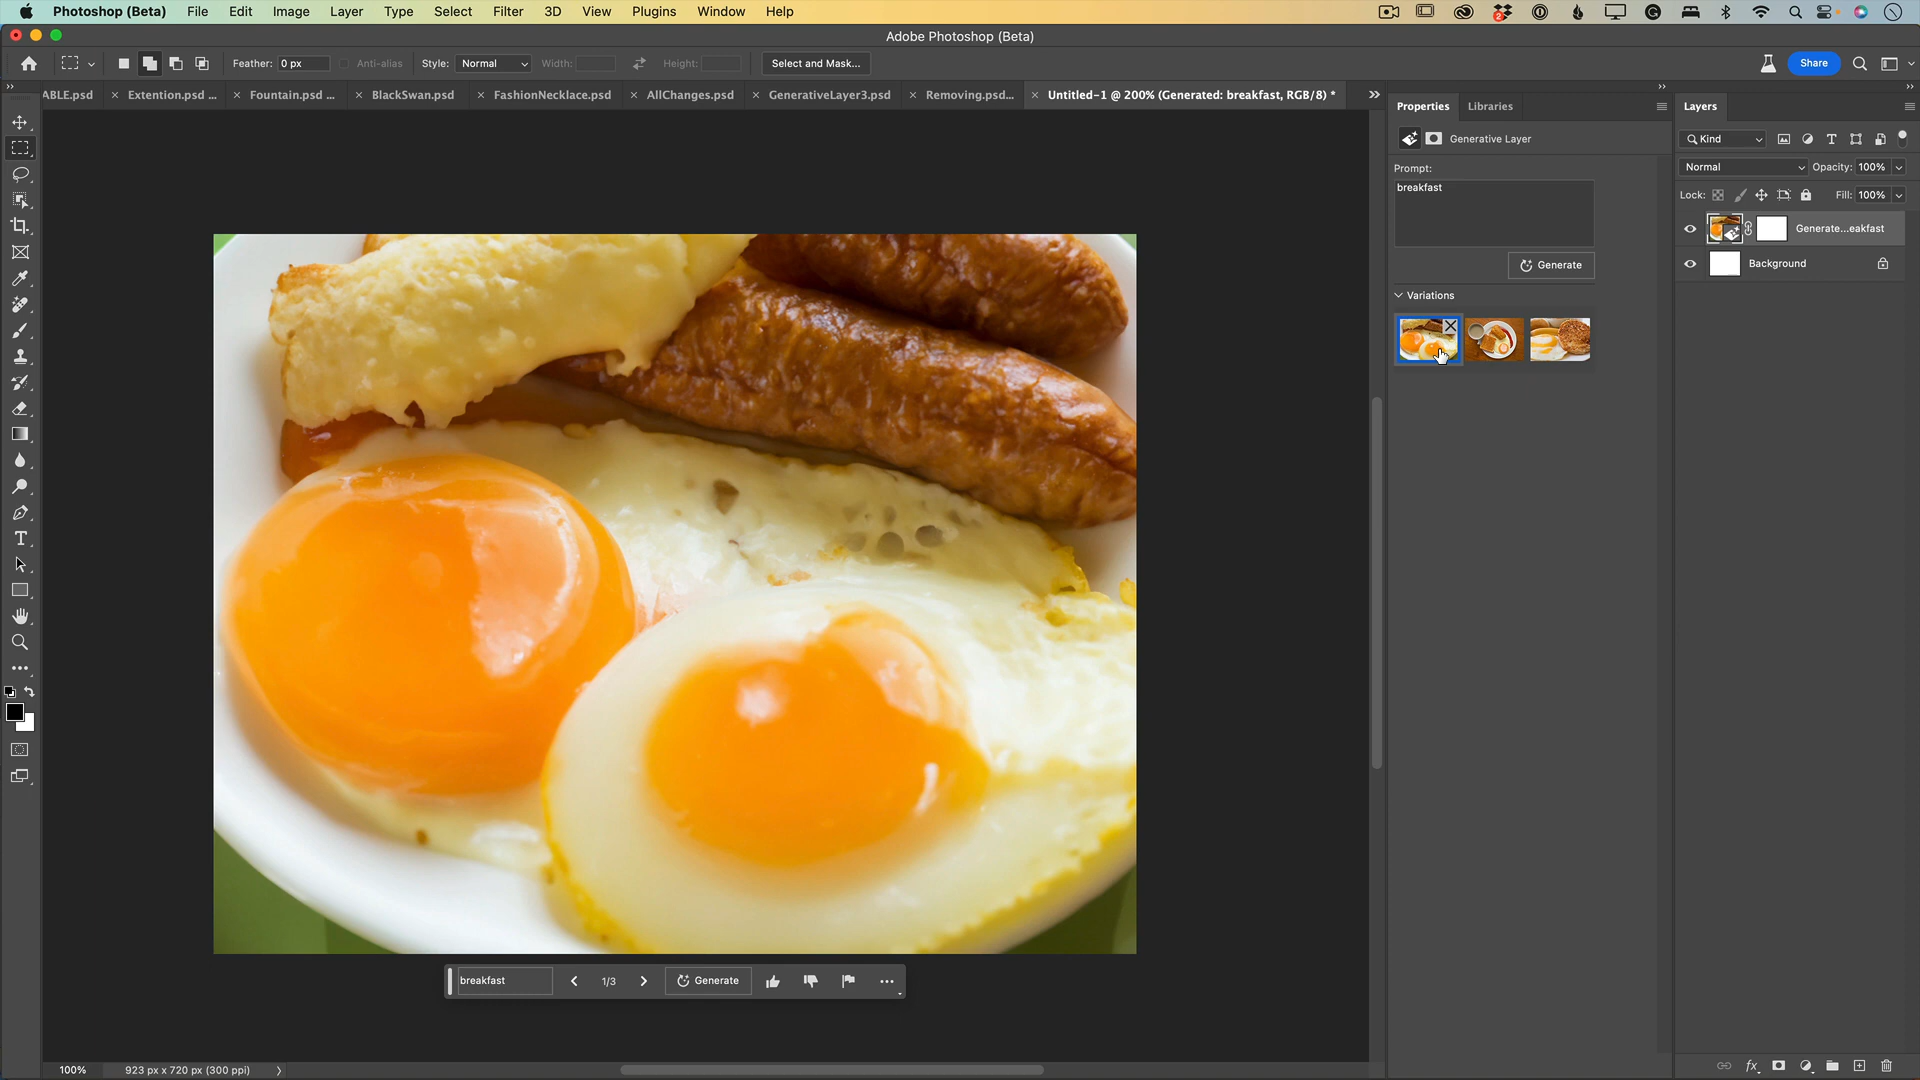 Photoshop (Beta) File Edit Image Layer Type Select Filter 3D View Plugins Window Help
2
Adobe Photoshop (Beta)
Feather: 0 px Anti-alias Style: Normal Width: Height: Select and Mask... Share
ABLE.psd × Extention.psd ... × Fountain.psd ... × BlackSwan.psd × FashionNecklace.psd × AllChanges.psd × GenerativeLayer3.psd × Removing.psd... × Untitled-1 @ 200% (Generated: breakfast, RGB/8) *
Properties Libraries
Generative Layer
Prompt:
breakfast
Generate
Variations
Layers
Kind
Normal Opacity: 100%
Lock: Fill: 100%
Generate...eakfast
Background
breakfast 1/3 Generate
100% 923 px x 720 px (300 ppi)